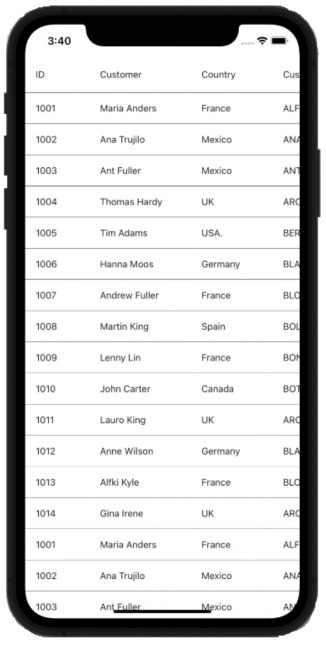 3:40
ID Customer Country Cus
1001 Maria Anders France ALF
1002 Ana Trujilo Mexico ANA
1003 Ant Fuller Mexico ANT
1004 Thomas Hardy UK ARO
1005 Tim Adams USA. BER
1006 Hanna Moos Germany BLA
1007 Andrew Fuller France BLO
1008 Martin King Spain BOL
1009 Lenny Lin France BON
1010 John Carter Canada BOT
1011 Lauro King UK ARO
1012 Anne Wilson Germany BLA
1013 Alfki Kyle France BLO
1014 Gina Irene UK ARO
1001 Maria Anders France ALF
1002 Ana Trujilo Mexico ANA
1003 Ant Fuller Mexico AN